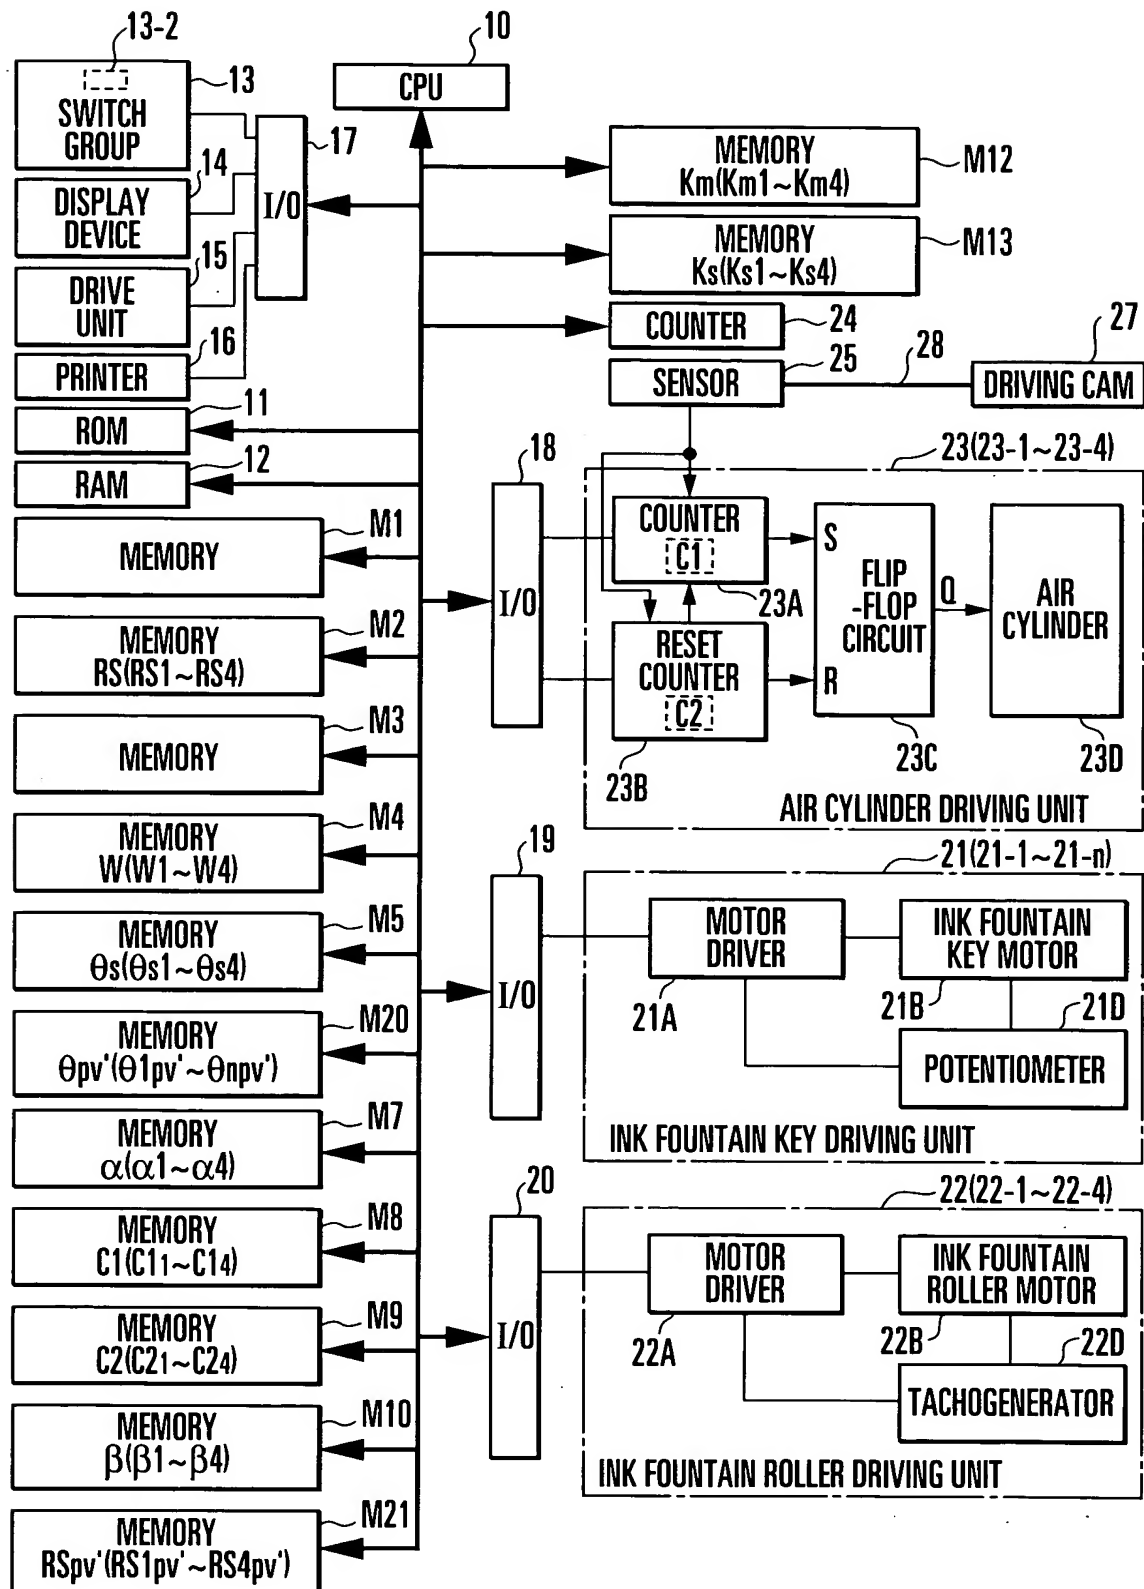 13-2
10
13
CPU
SWITCH
GROUP
17
14
I/O
DISPLAY
DEVICE
15
DRIVE
UNIT
16
PRINTER
11
ROM
12
RAM
M1
MEMORY
M2
MEMORY
RS(RS1~RS4)
M3
MEMORY
M4
MEMORY
W(W1~W4)
M5
MEMORY
θs(θs1~θs4)
M20
MEMORY
θpv'(θ1pv'~θnpv')
M7
MEMORY
α(α1~α4)
M8
MEMORY
C1(C11~C14)
M9
MEMORY
C2(C21~C24)
M10
MEMORY
β(β1~β4)
M21
MEMORY
RSpv'(RS1pv'~RS4pv')
MEMORY
Km(Km1~Km4)
M12
MEMORY
Ks(Ks1~Ks4)
M13
COUNTER
24
SENSOR
25
28
27
DRIVING CAM
18
I/O
23(23-1~23-4)
COUNTER
C1
23A
RESET
COUNTER
C2
23B
S
R
FLIP
-FLOP
CIRCUIT
Q
23C
AIR
CYLINDER
23D
AIR CYLINDER DRIVING UNIT
19
I/O
21(21-1~21-n)
MOTOR
DRIVER
21A
INK FOUNTAIN
KEY MOTOR
21B
21D
POTENTIOMETER
INK FOUNTAIN KEY DRIVING UNIT
20
I/O
22(22-1~22-4)
MOTOR
DRIVER
22A
INK FOUNTAIN
ROLLER MOTOR
22B
22D
TACHOGENERATOR
INK FOUNTAIN ROLLER DRIVING UNIT